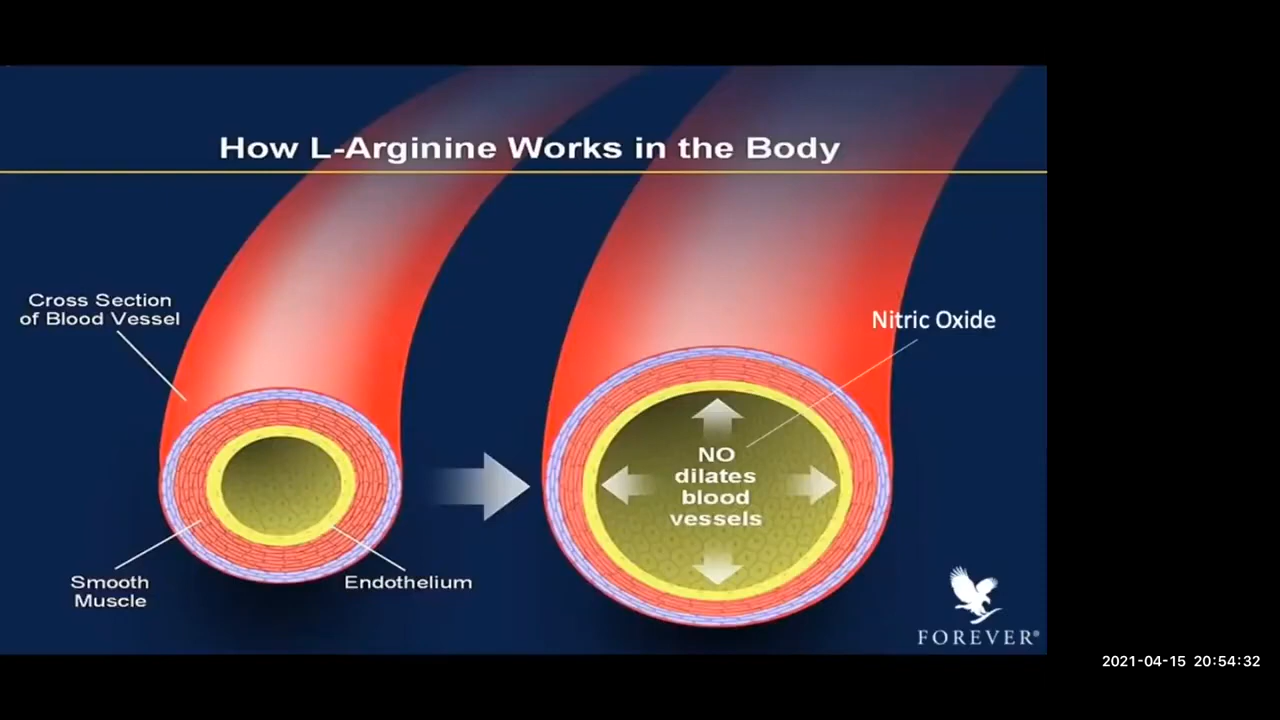 How L-Arginine Works in the Body
Cross Section
of Blood Vessel
Nitric Oxide
NO
dilates
blood
vessels
Smooth
Muscle
Endothelium
FOREVER®
2021-04-15 20:54:32